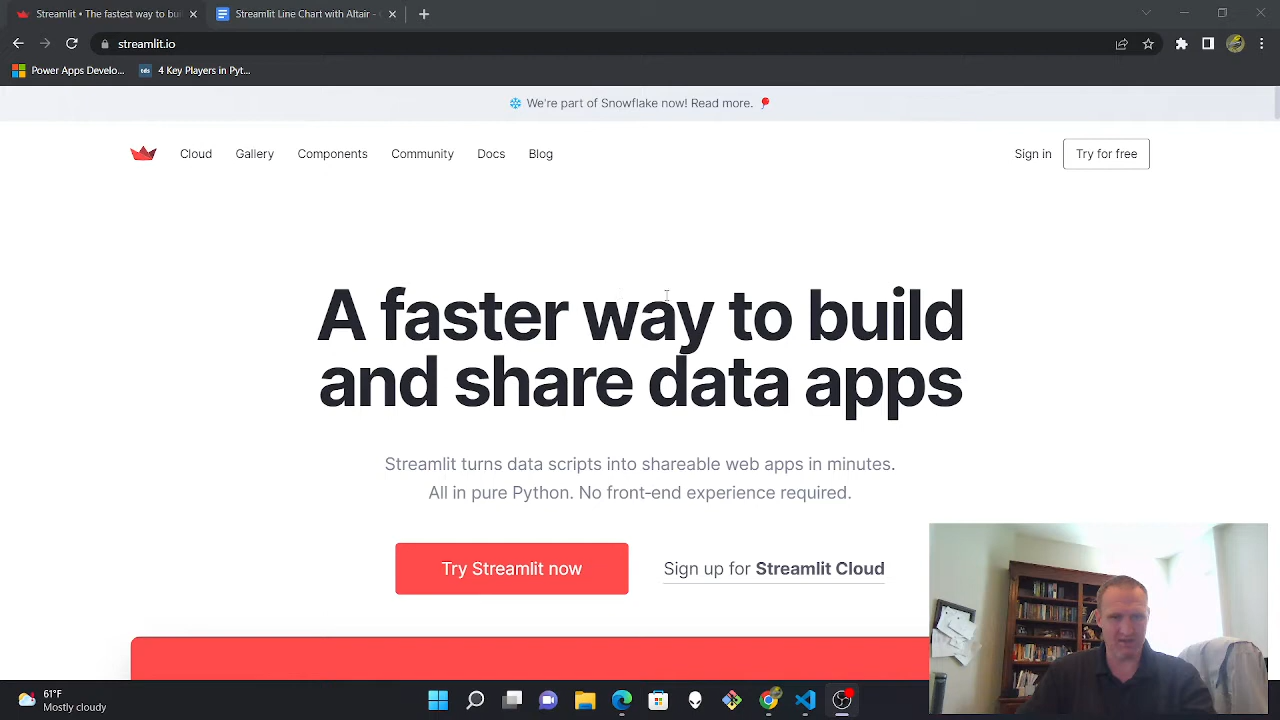 Streamlit • The fastest way to bui
Streamlit Line Chart with Altair -
streamlit.io
Power Apps Develo...
4 Key Players in Pyt...
We're part of Snowflake now! Read more.
Cloud
Gallery
Components
Community
Docs
Blog
Sign in
Try for free
A faster way to build
and share data apps
Streamlit turns data scripts into shareable web apps in minutes.
All in pure Python. No front-end experience required.
Try Streamlit now
Sign up for Streamlit Cloud
61°F
Mostly cloudy